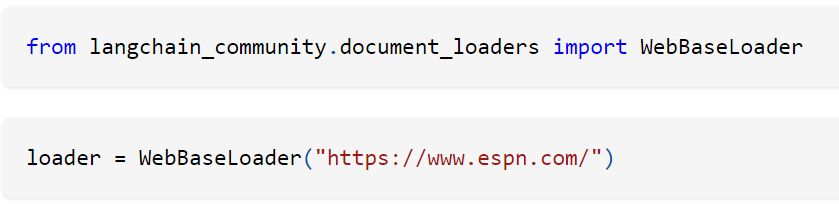 from langchain_community.document_loaders import WebBaseLoader
loader = WebBaseLoader("https://www.espn.com/")